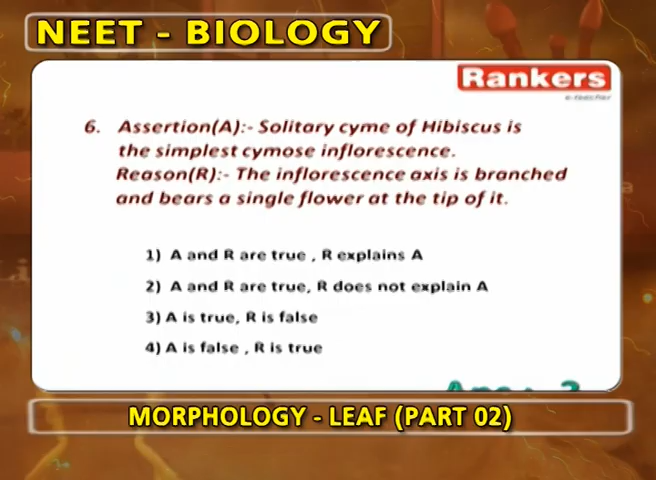 NEET - BIOLOGY
Rankers
e-teacher
6. Assertion(A):- Solitary cyme of Hibiscus is
the simplest cymose inflorescence.
Reason(R):- The inflorescence axis is branched
and bears a single flower at the tip of it.
1) A and R are true , R explains A
2) A and R are true, R does not explain A
3) A is true, R is false
4) A is false , R is true
MORPHOLOGY - LEAF (PART 02)